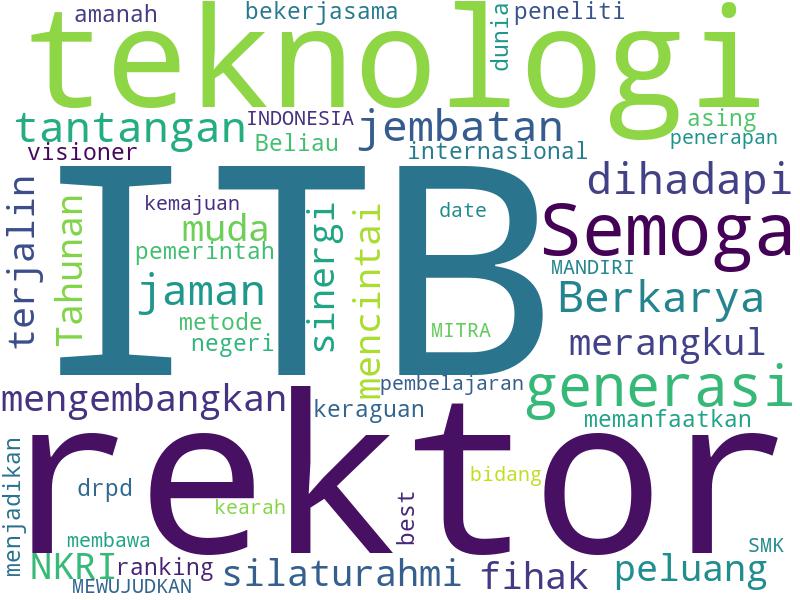 amanah
bekerjasama
dunia
peneliti
teknologi
tantangan
INDONESIA
Beliau
jembatan
asing
penerapan
visioner
internasional
ITB
terjalin
Tahunan
kemajuan
muda
pemerintah
jaman
metode
negeri
sinergi
mencintai
date
MITRA
dihadapi
Semoga
MANDIRI
Berkarya
merangkul
pembelajaran
generasi
mengembangkan
keraguan
memanfaatkan
rektor
menjadikan
drpd
kearah
best
bidang
membawa
SMK
NKRI
ranking
MEWUJUDKAN
silaturahmi
fihak
peluang